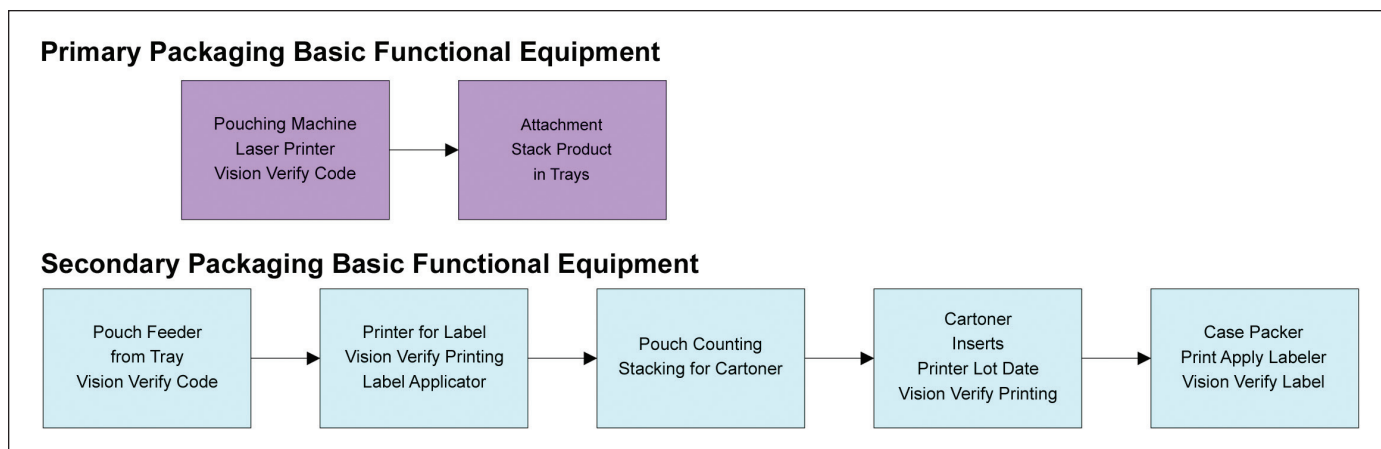 Primary Packaging Basic Functional Equipment
Pouching Machine
Laser Printer
Vision Verify Code
Attachment
Stack Product
in Trays
Secondary Packaging Basic Functional Equipment
Pouch Feeder
from Tray
Vision Verify Code
Printer for Label
Vision Verify Printing
Label Applicator
Pouch Counting
Stacking for Cartoner
Cartoner
Inserts
Printer Lot Date
Vision Verify Printing
Case Packer
Print Apply Labeler
Vision Verify Label